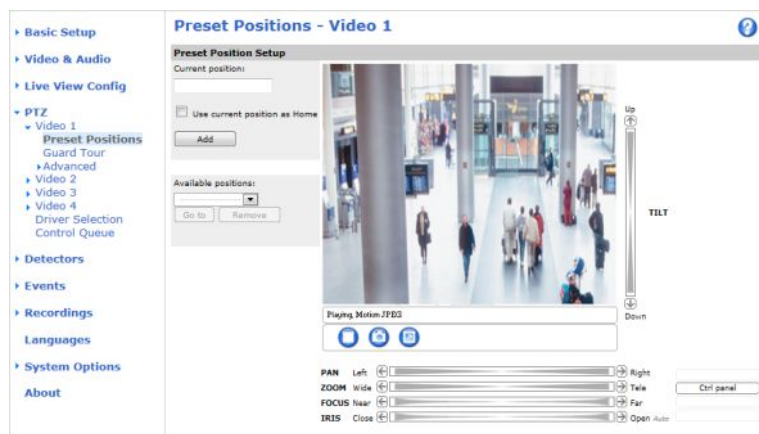 Basic Setup
Video & Audio
Live View Config
PTZ
Video 1
Preset Positions
Guard Tour
Advanced
Video 2
Video 3
Video 4
Driver Selection
Control Queue
Detectors
Events
Recordings
Languages
System Options
About
Preset Positions - Video 1
?
Preset Position Setup
Current position:
Use current position as Home
Add
Available positions:
Go to Remove
Up
TILT
Down
Playing, Motion JPEG
PAN Left Right
ZOOM Wide Tele Ctrl panel
FOCUS Near Far
IRIS Close Open Auto